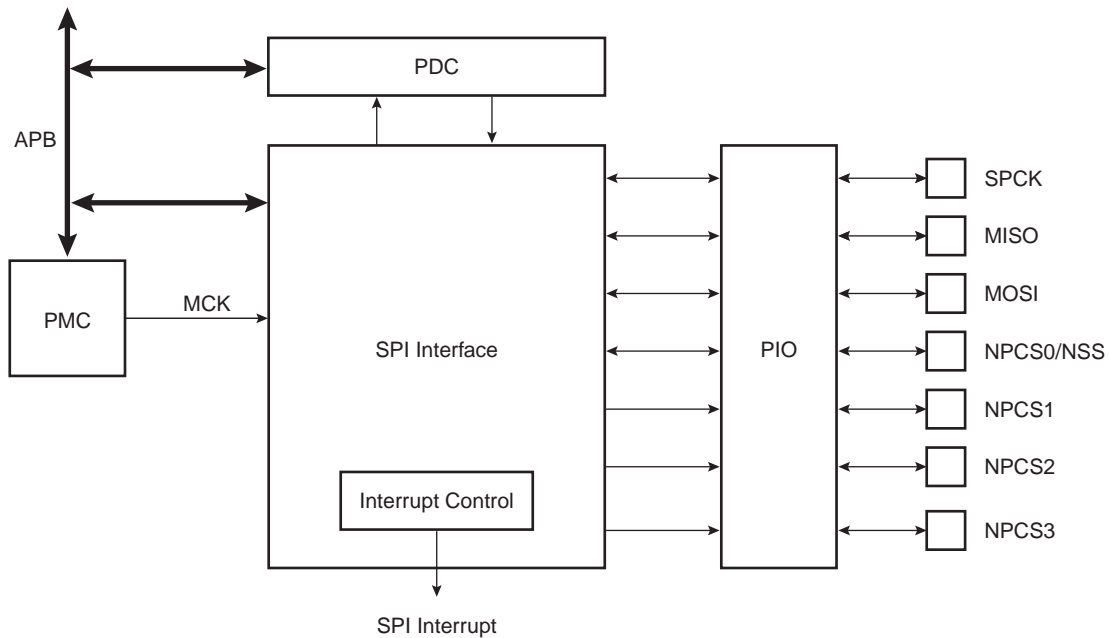 PDC
APB
SPCK
MISO
MCK
MOSI
PMC
SPI Interface
PIO
NPCS0/NSS
NPCS1
NPCS2
Interrupt Control
NPCS3
SPI Interrupt